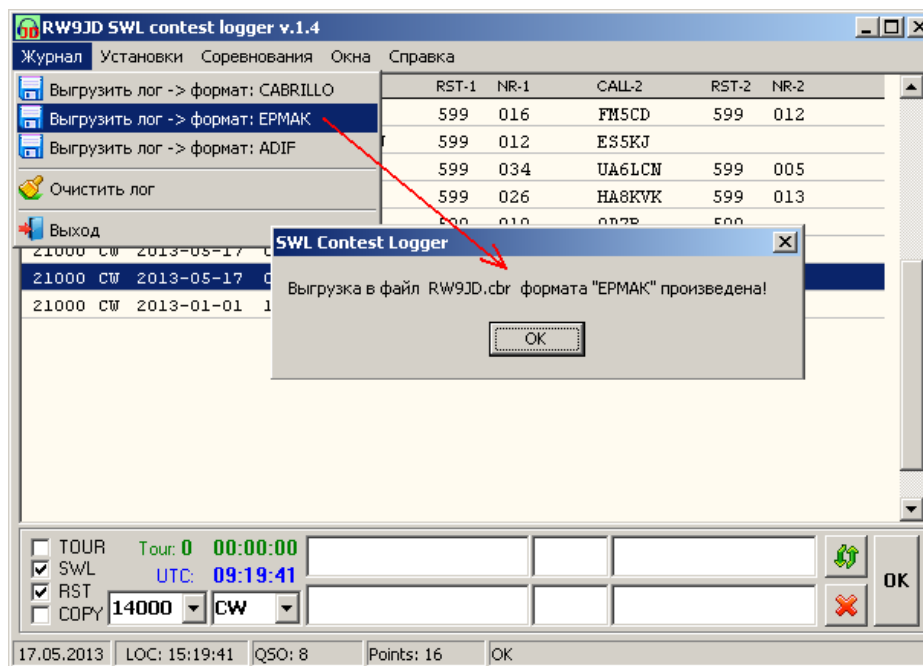 RW9JD SWL contest logger v.1.4
Журнал Установки Соревнования Окна Справка
Выгрузить лог -> формат: CABRILLO
Выгрузить лог -> формат: ЕРМАК
Выгрузить лог -> формат: ADIF
Очистить лог
Выход
RST-1 NR-1 CALL-2 RST-2 NR-2
599 016 FM5CD 599 012
599 012 ES5KJ
599 034 UA6LCN 599 005
599 026 HA8KVK 599 013
21000 CW 2013-05-17
21000 CW 2013-05-17
21000 CW 2013-01-01 1
SWL Contest Logger
Выгрузка в файл RW9JD.cbr формата "ЕРМАК" произведена!
OK
TOUR Tour: 0 00:00:00
SWL UTC: 09:19:41
RST
COPY 14000 CW
OK
17.05.2013 LOC: 15:19:41 QSO: 8 Points: 16 OK